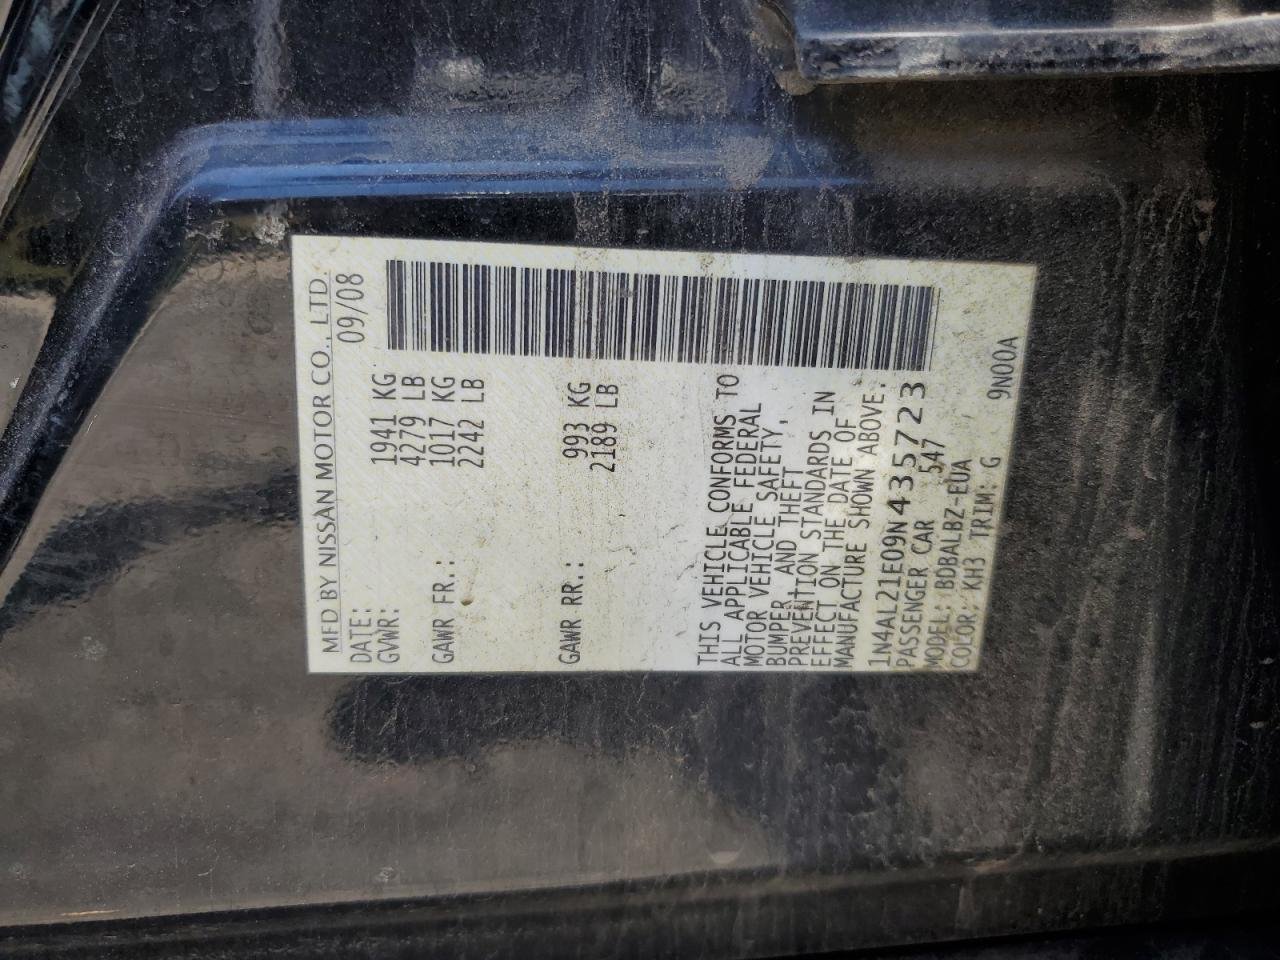 MFD BY NISSAN MOTOR CO., LTD
DATE: 09/08
GVWR: 1941 KG
4279 LB
GAWR FR.: 1017 KG
2242 LB
GAWR RR.: 993 KG
2189 LB
THIS VEHICLE CONFORMS TO
ALL APPLICABLE FEDERAL
MOTOR VEHICLE SAFETY,
BUMPER, AND THEFT
PREVENTION STANDARDS IN
EFFECT ON THE DATE OF
MANUFACTURE SHOWN ABOVE.
1N4AL21E09N435723
PASSENGER CAR 547
MODEL: BDBALBZ-EUA
COLOR: KH3 TRIM: G 9N00A